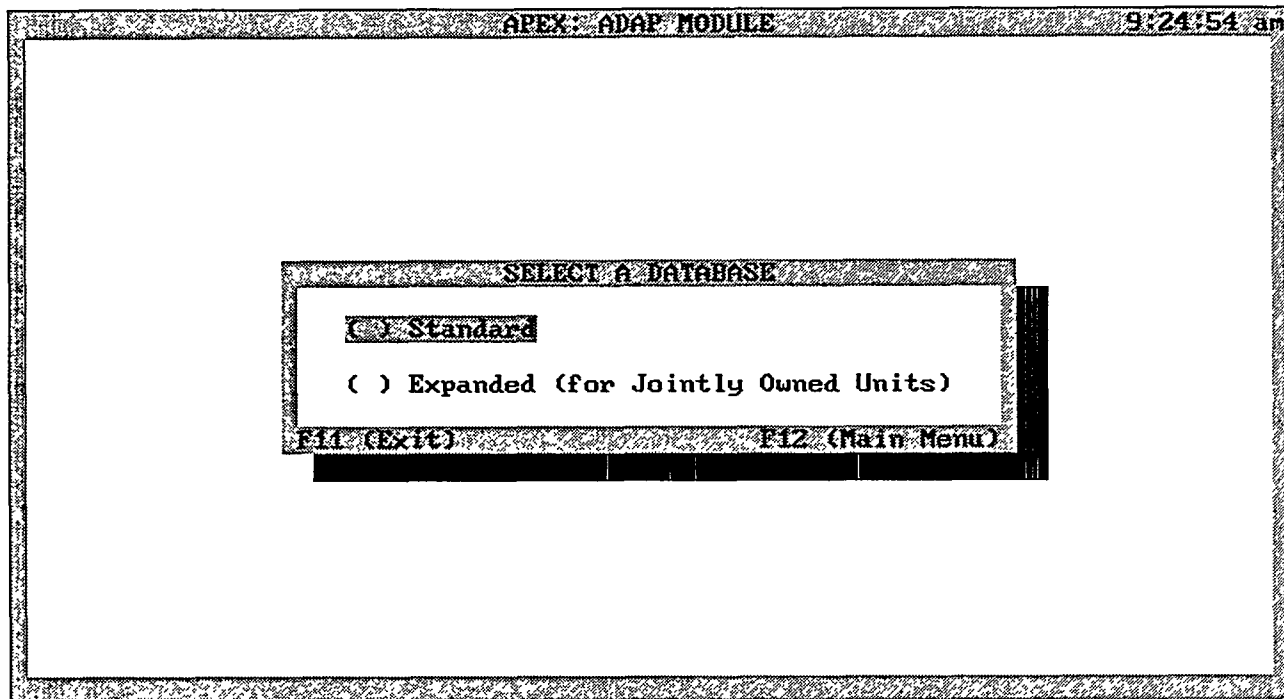 APEX: ADAP MODULE 9:24:54 am
SELECT A DATABASE
( ) Standard
( ) Expanded (for Jointly Owned Units)
F11 (Exit) F12 (Main Menu)